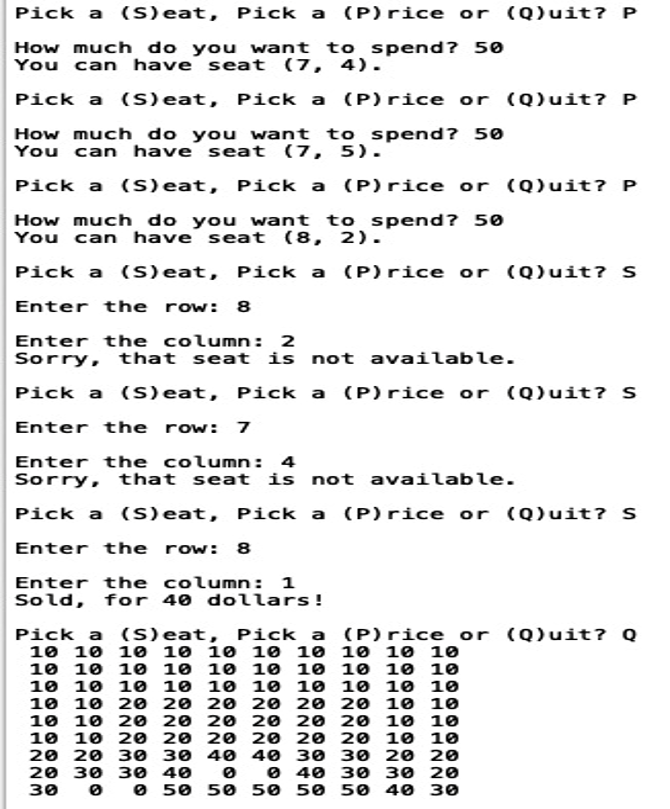 Pick a (S)eat, Pick a (P)rice or (Q)uit? P
How much do you want to spend? 50
You can have seat (7, 4).
Pick a (S)eat, Pick a (P)rice or (Q)uit? P
How much do you want to spend? 50
You can have seat (7, 5).
Pick a (S)eat, Pick a (P)rice or (Q)uit? P
How much do you want to spend? 50
You can have seat (8, 2).
Pick a (S)eat, Pick a (P)rice or (Q)uit? S
Enter the row: 8
Enter the column: 2
Sorry, that seat is not available.
Pick a (S)eat, Pick a (P)rice or (Q)uit? S
Enter the row: 7
Enter the column: 4
Sorry, that seat is not available.
Pick a (S)eat, Pick a (P)rice or (Q)uit? S
Enter the row: 8
Enter the column: 1
Sold, for 40 dollars!
Pick a (S)eat, Pick a (P)rice or (Q)uit? Q
10 10 10 10 10 10 10 10 10 10
10 10 10 10 10 10 10 10 10 10
10 10 10 10 10 10 10 10 10 10
10 10 20 20 20 20 20 20 10 10
10 10 20 20 20 20 20 20 10 10
10 10 20 20 20 20 20 20 10 10
20 20 30 30 40 40 30 30 20 20
20 30 30 40 0 0 40 30 30 20
30 0 0 50 50 50 50 50 40 30